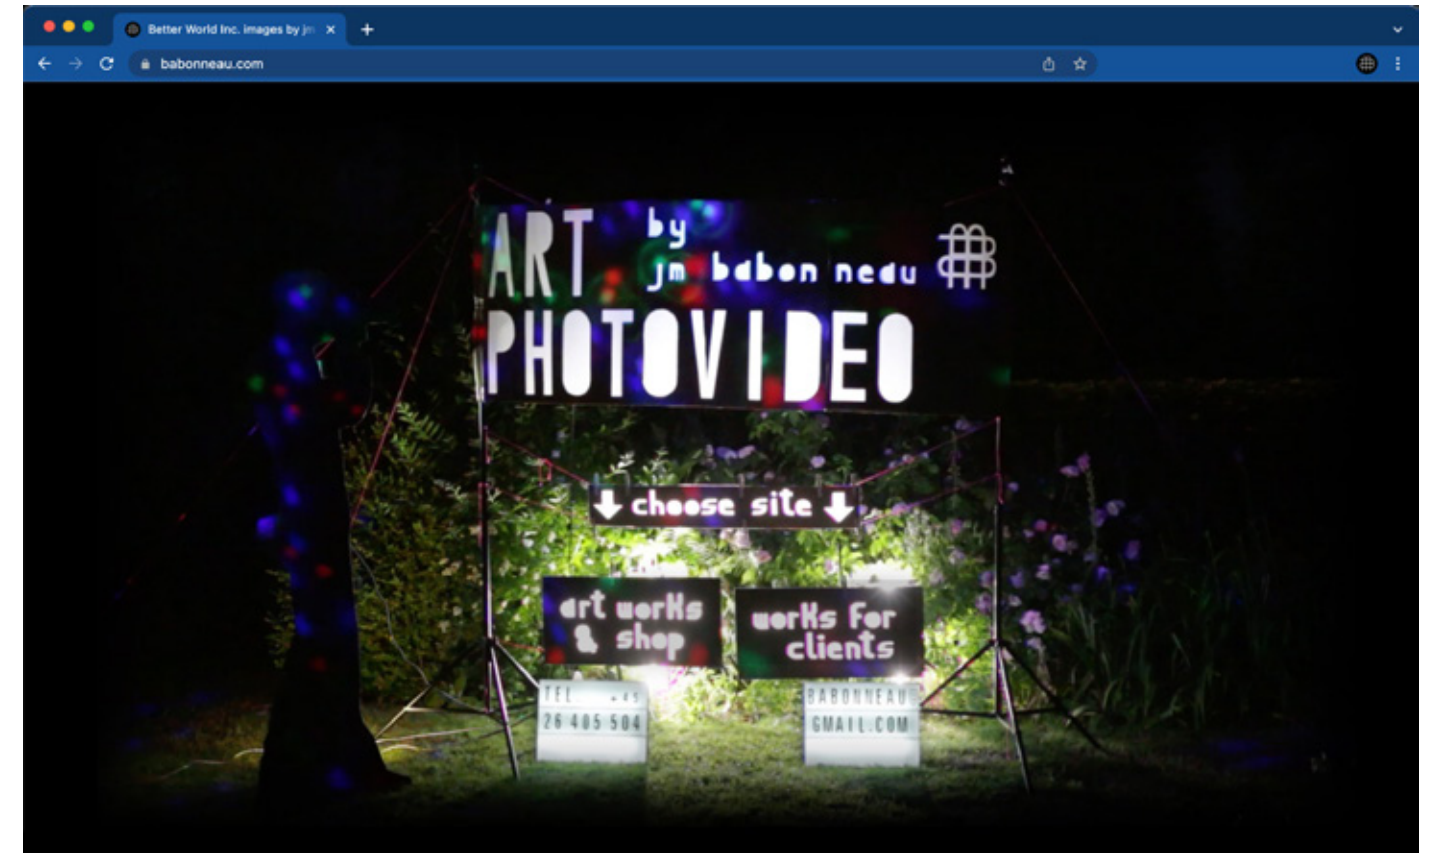 Better World Inc. images by jm
babonneau.com
ART by
jm babon neau
PHOTOVIDEO
choose site
art works
& shop
works for
clients
TEL. +45
26 405 504
BABONNEAU@
GMAIL.COM